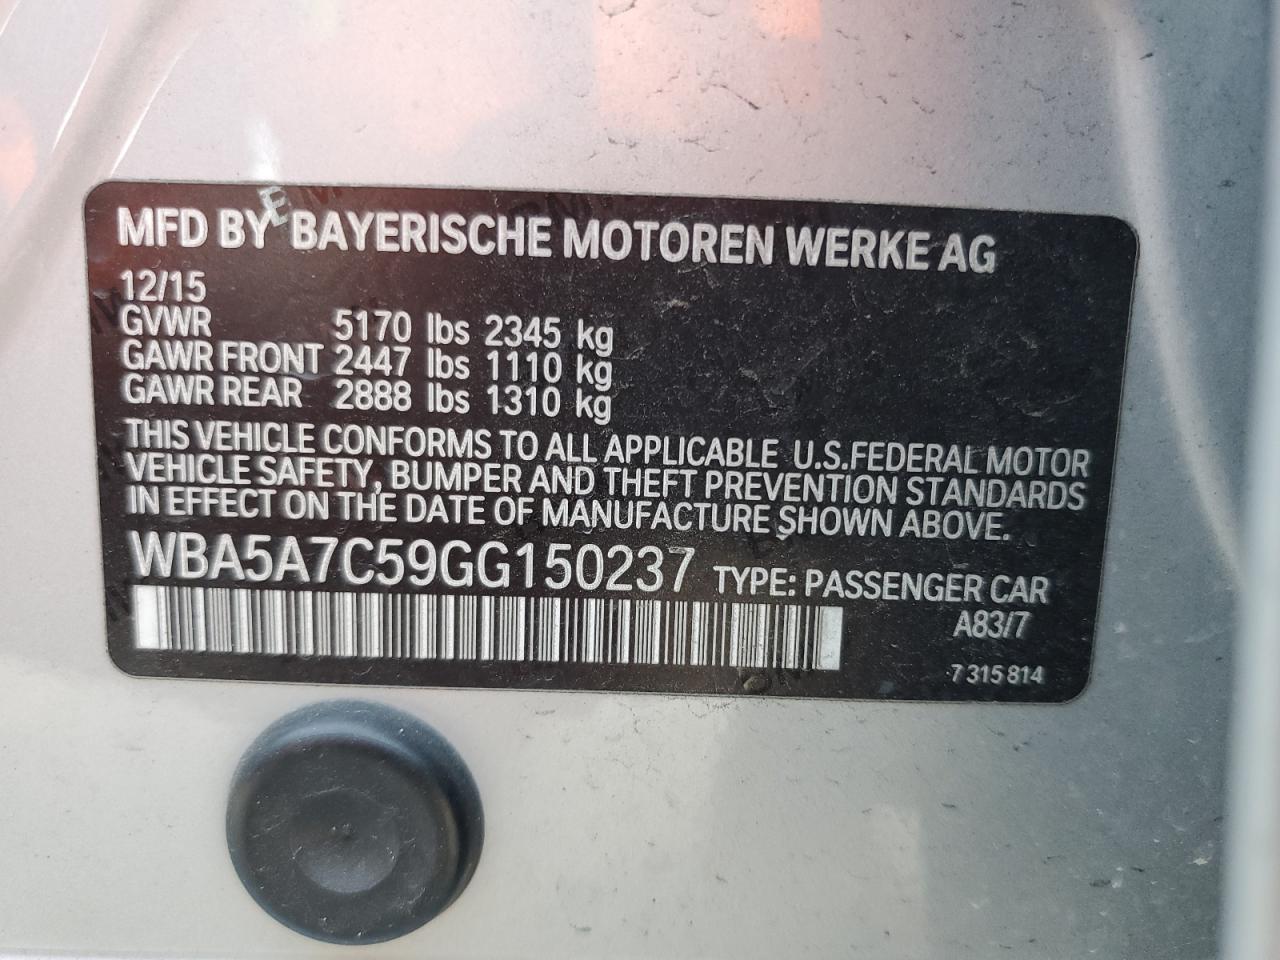 MFD BY BAYERISCHE MOTOREN WERKE AG
12/15
GVWR 5170 lbs 2345 kg
GAWR FRONT 2447 lbs 1110 kg
GAWR REAR 2888 lbs 1310 kg
THIS VEHICLE CONFORMS TO ALL APPLICABLE U.S.FEDERAL MOTOR
VEHICLE SAFETY, BUMPER AND THEFT PREVENTION STANDARDS
IN EFFECT ON THE DATE OF MANUFACTURE SHOWN ABOVE.
WBA5A7C59GG150237 TYPE: PASSENGER CAR
A83/7
7 315 814